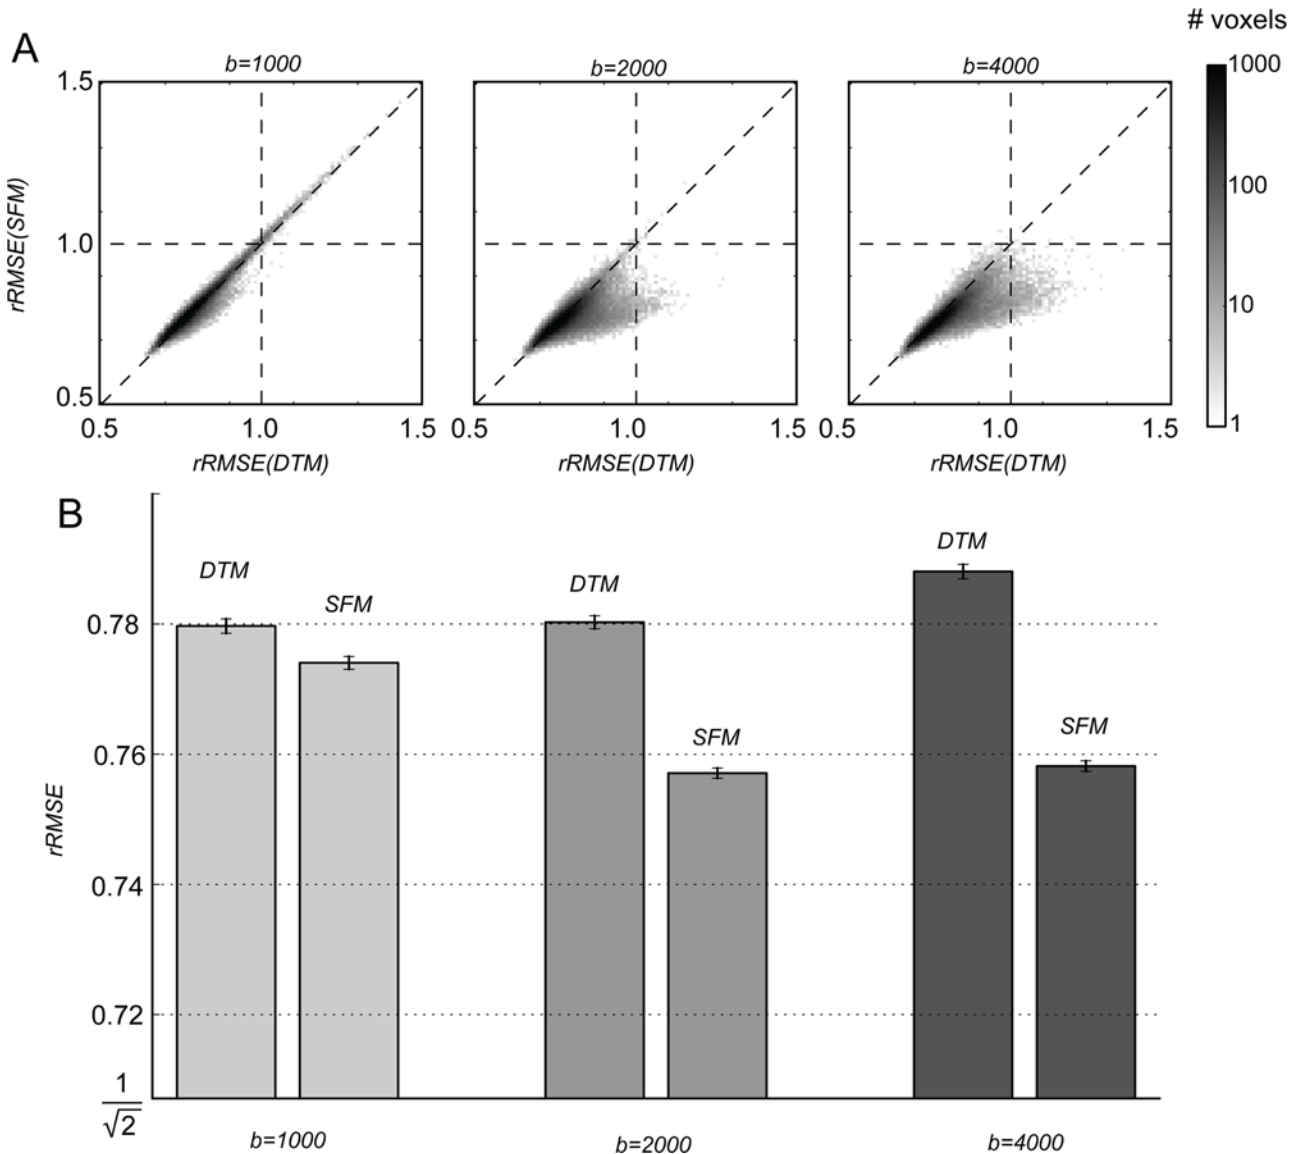 # voxels
A
b=1000
b=2000
b=4000
1.5
1.0
0.5
rRMSE(SFM)
1000
100
10
1
0.5 1.0 1.5
0.5 1.0 1.5
0.5 1.0 1.5
rRMSE(DTM)
rRMSE(DTM)
rRMSE(DTM)
B
DTM
SFM
DTM
SFM
DTM
SFM
0.78
0.76
0.74
0.72
1
√2
rRMSE
b=1000
b=2000
b=4000